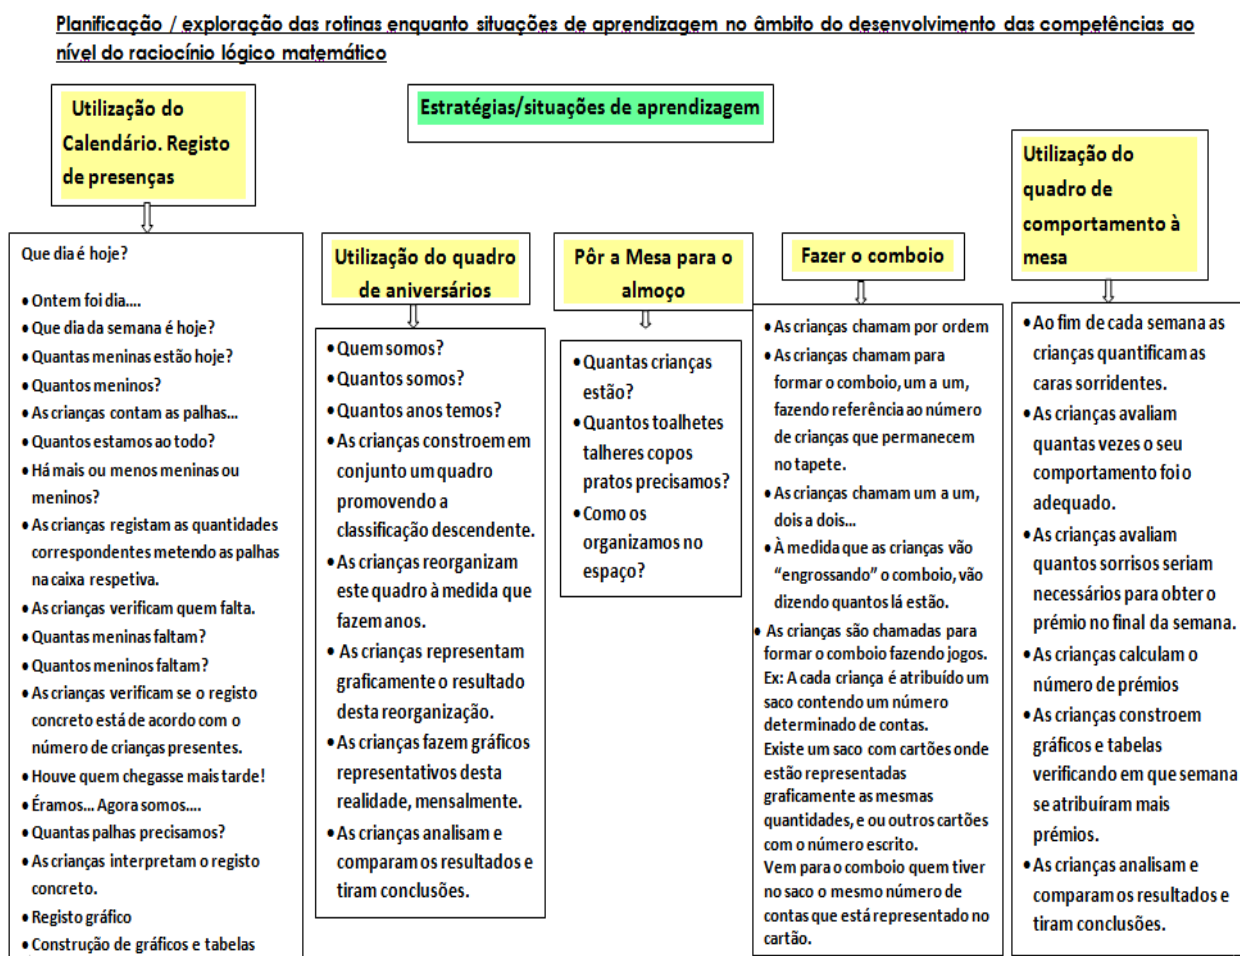 Planificação / exploração das rotinas enquanto situações de aprendizagem no âmbito do desenvolvimento das competências ao
nível do raciocínio lógico matemático
Estratégias/situações de aprendizagem
Utilização do
Calendário. Registo
de presenças
Que dia é hoje?
• Ontem foi dia....
• Que dia da semana é hoje?
• Quantas meninas estão hoje?
• Quantos meninos?
• As crianças contam as palhas...
• Quantos estamos ao todo?
• Há mais ou menos meninas ou
meninos?
• As crianças registam as quantidades
correspondentes metendo as palhas
na caixa respetiva.
• As crianças verificam quem falta.
• Quantas meninas faltam?
• Quantos meninos faltam?
• As crianças verificam se o registo
concreto está de acordo com o
número de crianças presentes.
• Houve quem chegasse mais tarde!
• Éramos... Agora somos....
• Quantas palhas precisamos?
• As crianças interpretam o registo
concreto.
• Registo gráfico
• Construção de gráficos e tabelas
Utilização do quadro
de aniversários
• Quem somos?
• Quantos somos?
• Quantos anos temos?
• As crianças constroem em
conjunto um quadro
promovendo a
classificação descendente.
• As crianças reorganizam
este quadro à medida que
fazem anos.
• As crianças representam
graficamente o resultado
desta reorganização.
• As crianças fazem gráficos
representativos desta
realidade, mensalmente.
• As crianças analisam e
comparam os resultados e
tiram conclusões.
Pôr a Mesa para o
almoço
• Quantas crianças
estão?
• Quantos toalhetes
talheres copos
pratos precisamos?
• Como os
organizamos no
espaço?
Fazer o comboio
• As crianças chamam por ordem
• As crianças chamam para
formar o comboio, um a um,
fazendo referência ao número
de crianças que permanecem
no tapete.
• As crianças chamam um a um,
dois a dois...
• À medida que as crianças vão
“engrossando” o comboio, vão
dizendo quantos lá estão.
• As crianças são chamadas para
formar o comboio fazendo jogos.
Ex: A cada criança é atribuído um
saco contendo um número
determinado de contas.
Existe um saco com cartões onde
estão representadas
graficamente as mesmas
quantidades, e ou outros cartões
com o número escrito.
Vem para o comboio quem tiver
no saco o mesmo número de
contas que está representado no
cartão.
Utilização do
quadro de
comportamento à
mesa
• Ao fim de cada semana as
crianças quantificam as
caras sorridentes.
• As crianças avaliam
quantas vezes o seu
comportamento foi o
adequado.
• As crianças avaliam
quantos sorrisos seriam
necessários para obter o
prémio no final da semana.
• As crianças calculam o
número de prémios
• As crianças constroem
gráficos e tabelas
verificando em que semana
se atribuíram mais
prémios.
• As crianças analisam e
comparam os resultados e
tiram conclusões.